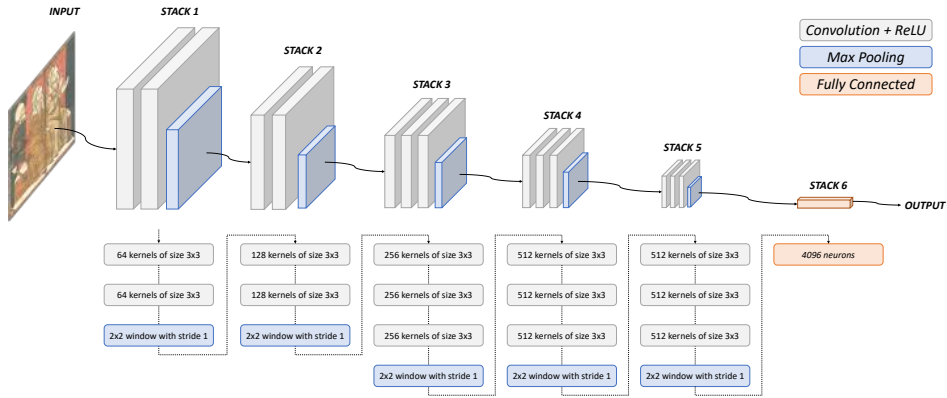 INPUT
STACK 1
STACK 2
STACK 3
STACK 4
STACK 5
STACK 6
OUTPUT
Convolution + ReLU
Max Pooling
Fully Connected
64 kernels of size 3x3
64 kernels of size 3x3
2x2 window with stride 1
128 kernels of size 3x3
128 kernels of size 3x3
2x2 window with stride 1
256 kernels of size 3x3
256 kernels of size 3x3
256 kernels of size 3x3
2x2 window with stride 1
512 kernels of size 3x3
512 kernels of size 3x3
512 kernels of size 3x3
2x2 window with stride 1
512 kernels of size 3x3
512 kernels of size 3x3
512 kernels of size 3x3
2x2 window with stride 1
4096 neurons